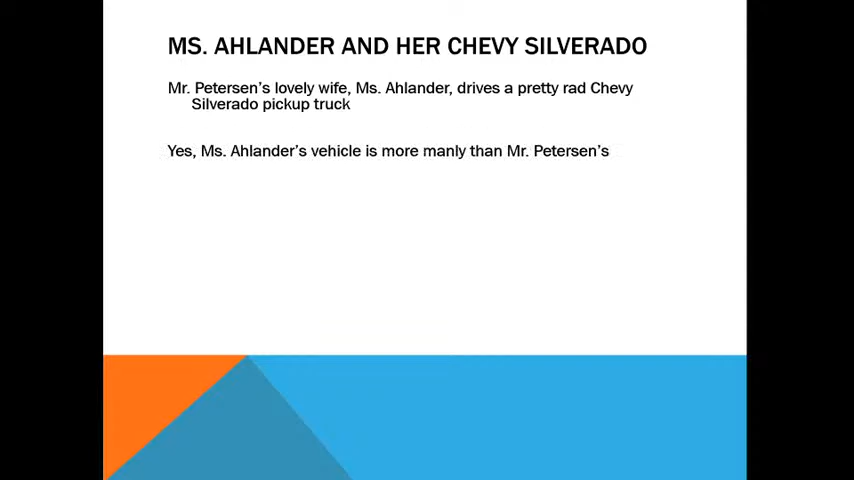 MS. AHLANDER AND HER CHEVY SILVERADO
Mr. Petersen’s lovely wife, Ms. Ahlander, drives a pretty rad Chevy
Silverado pickup truck
Yes, Ms. Ahlander’s vehicle is more manly than Mr. Petersen’s